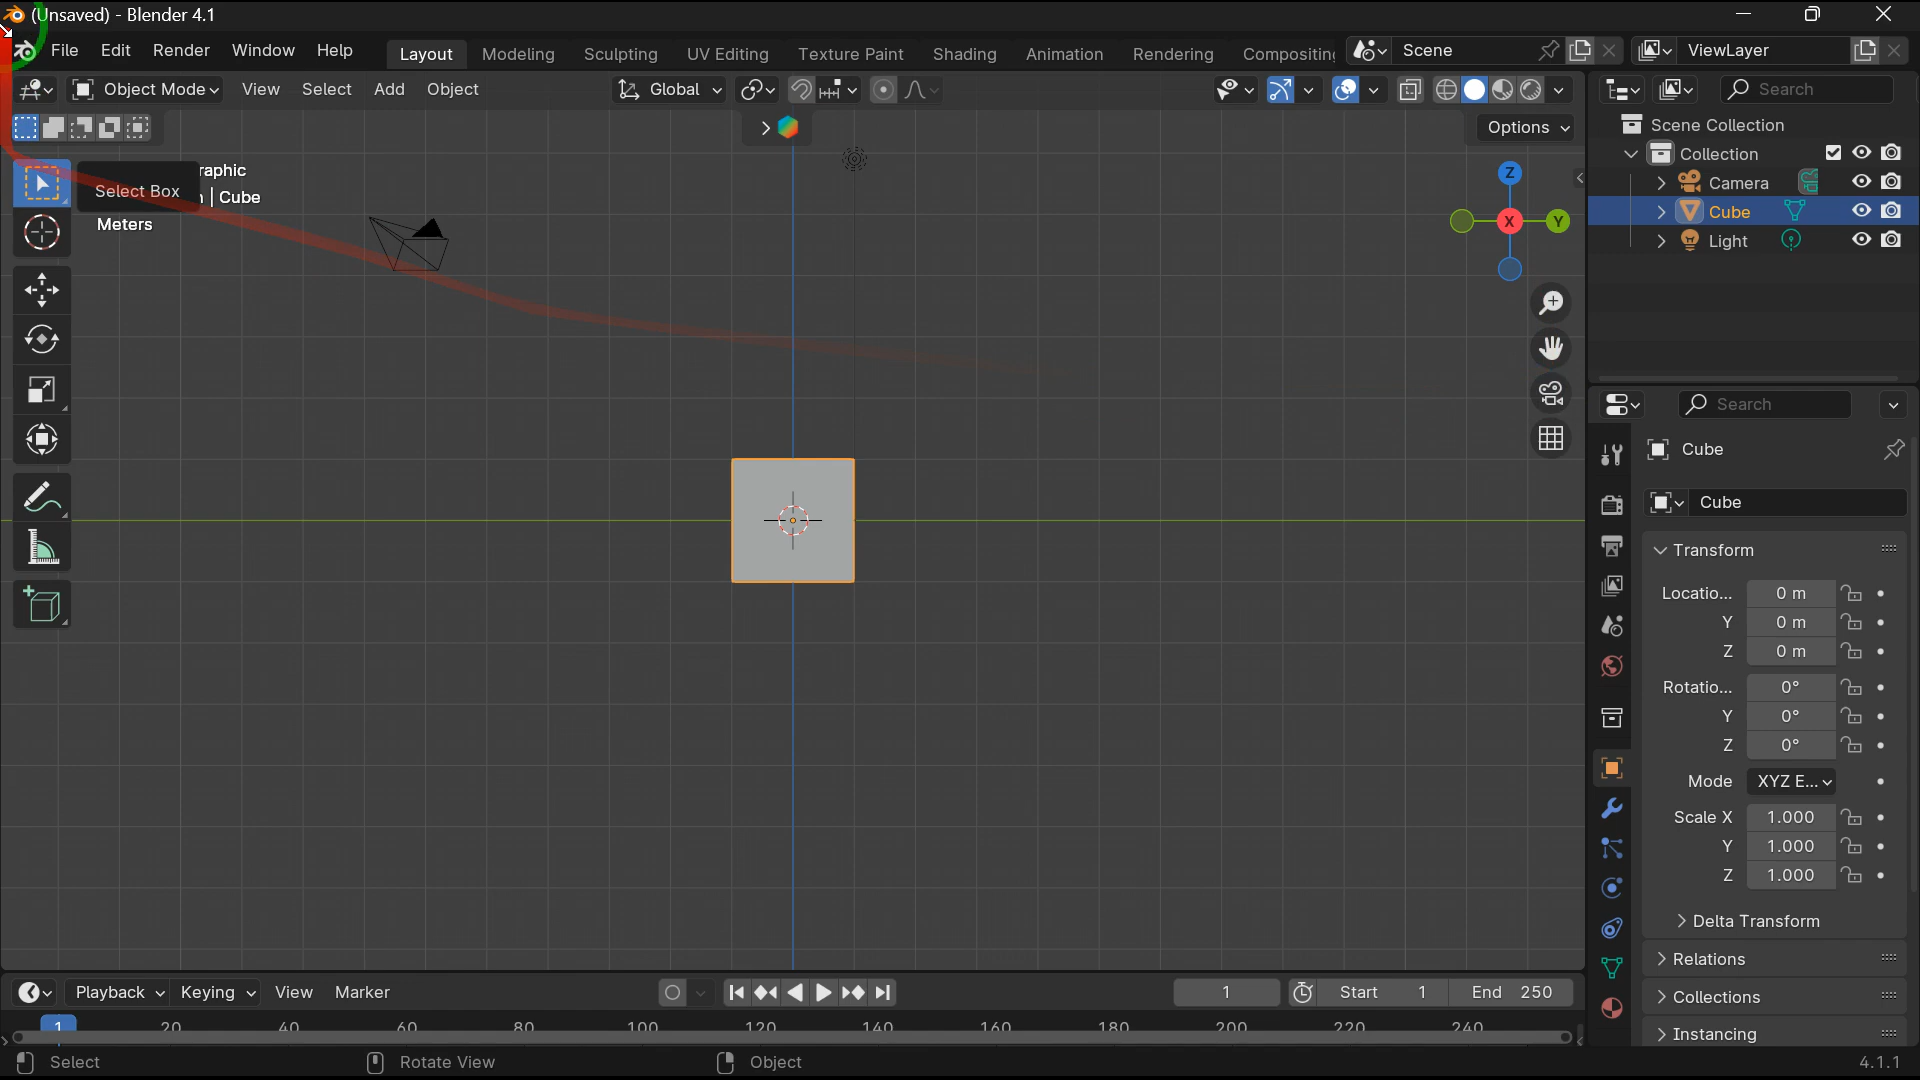 (Unsaved) - Blender 4.1
File Edit Render Window Help Layout Modeling Sculpting UV Editing Texture Paint Shading Animation Rendering Compositin Scene ViewLayer
Object Mode View Select Add Object Global Search
Options
Scene Collection
Collection
Camera
Cube
Light
raphic
Select Box
| Cube
Meters
Z
X
Y
Search
Cube
Cube
Transform
Locatio... 0 m
Y 0 m
Z 0 m
Rotatio... 0°
Y 0°
Z 0°
Mode XYZ E...
Scale X 1.000
Y 1.000
Z 1.000
Delta Transform
Relations
Collections
Instancing
Playback Keying View Marker 1 Start 1 End 250
1 20 40 60 80 100 120 140 160 180 200 220 240
Select Rotate View Object 4.1.1